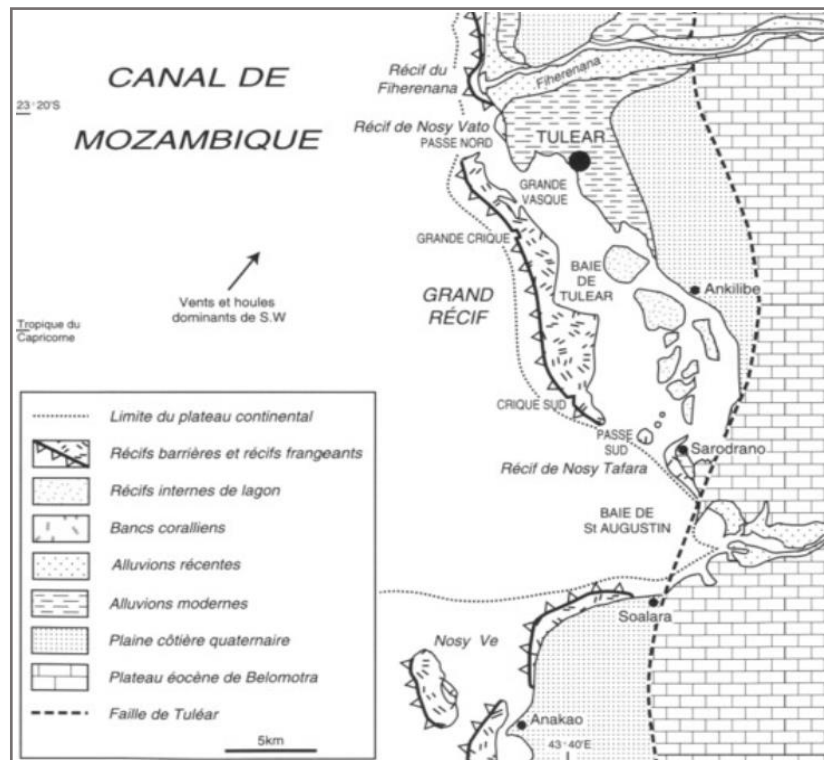 CANAL DE
MOZAMBIQUE
23°20'S
Récif du
Fiherenana
Fiherenana
Récif de Nosy Vato
PASSE NORD
TULEAR
GRANDE
VASQUE
GRANDE CRIQUE
BAIE
DE
TULEAR
Ankilibe
Vents et houles
dominants de S.W
GRAND
RÉCIF
Tropique du
Capricorne
CRIQUE SUD
PASSE
SUD
Sarodrano
Récif de Nosy Tafara
BAIE DE
St AUGUSTIN
Soalara
Nosy Ve
Anakao
43°40'E
Limite du plateau continental
Récifs barrières et récifs frangeants
Récifs internes de lagon
Bancs coralliens
Alluvions récentes
Alluvions modernes
Plaine côtière quaternaire
Plateau éocène de Belomotra
Faille de Tuléar
5km